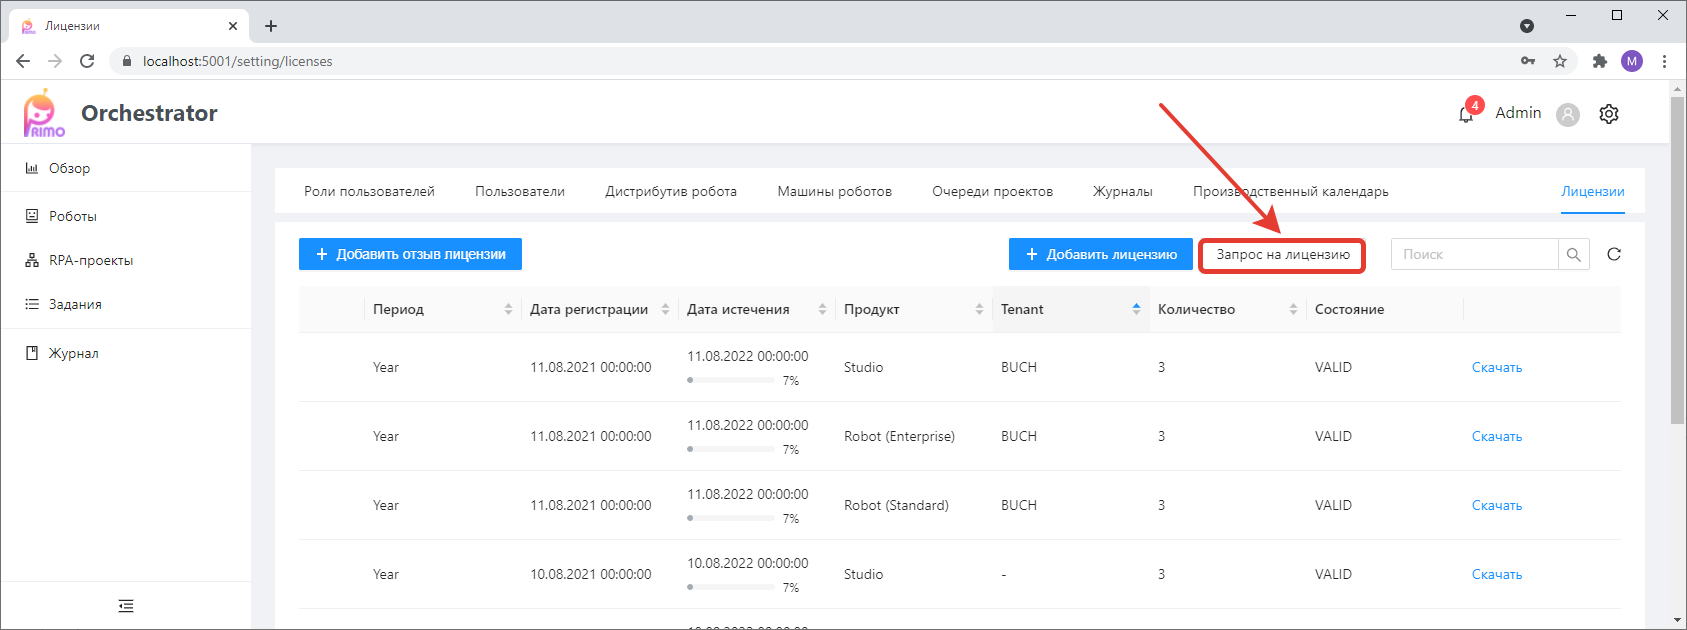 Лицензии
localhost:5001/setting/licenses
M
PRIMO
Orchestrator
4
Admin
Обзор
Роботы
RPA-проекты
Задания
Журнал
Роли пользователей Пользователи Дистрибутив робота Машины роботов Очереди проектов Журналы Производственный календарь Лицензии
+ Добавить отзыв лицензии + Добавить лицензию Запрос на лицензию Поиск
Период Дата регистрации Дата истечения Продукт Tenant Количество Состояние
Year 11.08.2021 00:00:00 11.08.2022 00:00:00 7% Studio BUCH 3 VALID Скачать
Year 11.08.2021 00:00:00 11.08.2022 00:00:00 7% Robot (Enterprise) BUCH 3 VALID Скачать
Year 11.08.2021 00:00:00 11.08.2022 00:00:00 7% Robot (Standard) BUCH 3 VALID Скачать
Year 10.08.2021 00:00:00 10.08.2022 00:00:00 7% Studio - 3 VALID Скачать